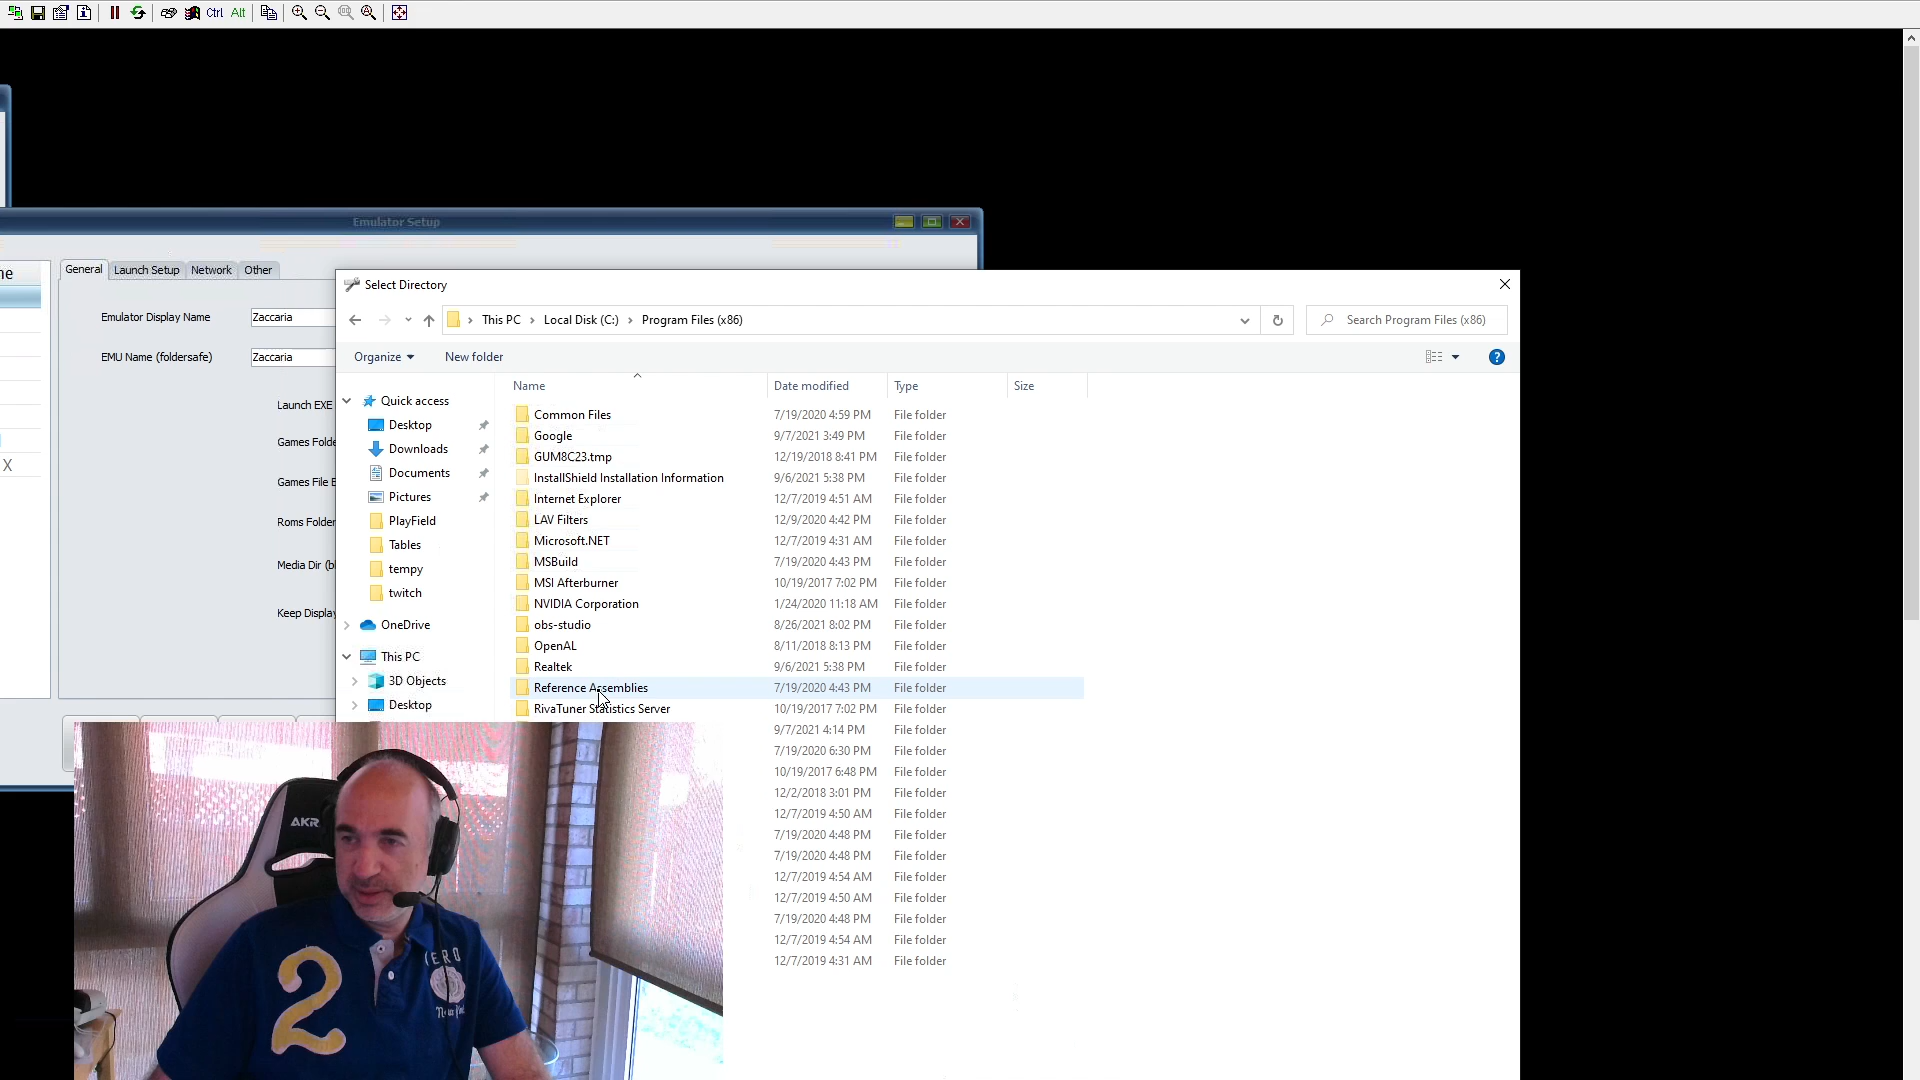 Ctrl Alt
Emulator Setup
ne
General Launch Setup Network Other
Emulator Display Name Zaccaria
EMU Name (foldersafe) Zaccaria
Launch EXE
Games Folde
Games File E
Roms Folder
Media Dir (b
Keep Display
X
Select Directory
This PC Local Disk (C:) Program Files (x86)
Search Program Files (x86)
Organize New folder
Quick access
Desktop
Downloads
Documents
Pictures
PlayField
Tables
tempy
twitch
OneDrive
This PC
3D Objects
Desktop
Name Date modified Type Size
Common Files 7/19/2020 4:59 PM File folder
Google 9/7/2021 3:49 PM File folder
GUM8C23.tmp 12/19/2018 8:41 PM File folder
InstallShield Installation Information 9/6/2021 5:38 PM File folder
Internet Explorer 12/7/2019 4:51 AM File folder
LAV Filters 12/9/2020 4:42 PM File folder
Microsoft.NET 12/7/2019 4:31 AM File folder
MSBuild 7/19/2020 4:43 PM File folder
MSI Afterburner 10/19/2017 7:02 PM File folder
NVIDIA Corporation 1/24/2020 11:18 AM File folder
obs-studio 8/26/2021 8:02 PM File folder
OpenAL 8/11/2018 8:13 PM File folder
Realtek 9/6/2021 5:38 PM File folder
Reference Assemblies 7/19/2020 4:43 PM File folder
RivaTuner Statistics Server 10/19/2017 7:02 PM File folder
9/7/2021 4:14 PM File folder
7/19/2020 6:30 PM File folder
10/19/2017 6:48 PM File folder
12/2/2018 3:01 PM File folder
12/7/2019 4:50 AM File folder
7/19/2020 4:48 PM File folder
7/19/2020 4:48 PM File folder
12/7/2019 4:54 AM File folder
12/7/2019 4:50 AM File folder
7/19/2020 4:48 PM File folder
12/7/2019 4:54 AM File folder
12/7/2019 4:31 AM File folder
AKR
2